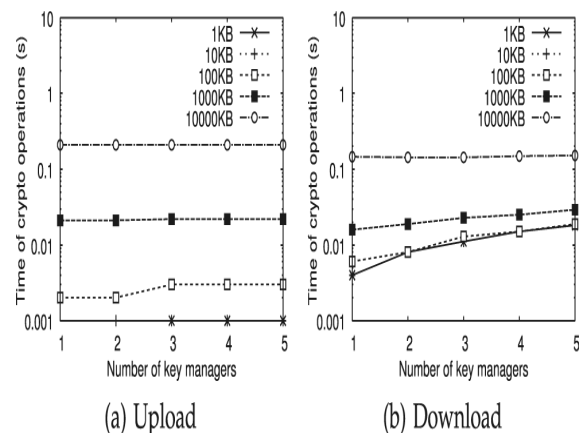 Time of crypto operations (s)
10
1
0.1
0.01
0.001
1KB
10KB
100KB
1000KB
10000KB
1 2 3 4 5
Number of key managers
(a) Upload
Time of crypto operations (s)
10
1
0.1
0.01
0.001
1KB
10KB
100KB
1000KB
10000KB
1 2 3 4 5
Number of key managers
(b) Download